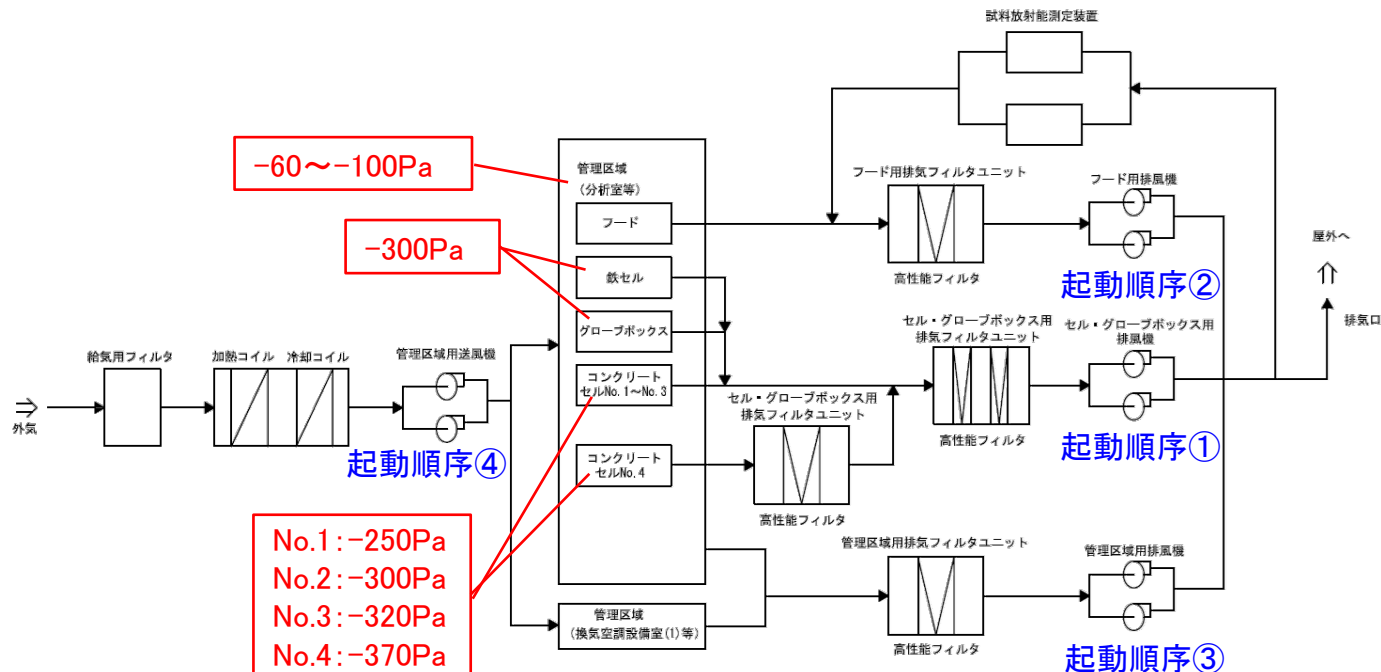 試料放射能測定装置
-60～-100Pa
管理区域
(分析室等)
フード
フード用排気フィルタユニット
高性能フィルタ
フード用排風機
起動順序②
屋外へ
排気口
-300Pa
鉄セル
グローブボックス
コンクリート
セルNo.1～No.3
コンクリート
セルNo.4
セル・グローブボックス用
排気フィルタユニット
高性能フィルタ
セル・グローブボックス用
排気フィルタユニット
高性能フィルタ
セル・グローブボックス用
排風機
起動順序①
外気
給気用フィルタ
加熱コイル
冷却コイル
管理区域用送風機
起動順序④
No.1:-250Pa
No.2:-300Pa
No.3:-320Pa
No.4:-370Pa
管理区域
(換気空調設備室(1)等)
管理区域用排気フィルタユニット
高性能フィルタ
管理区域用排風機
起動順序③